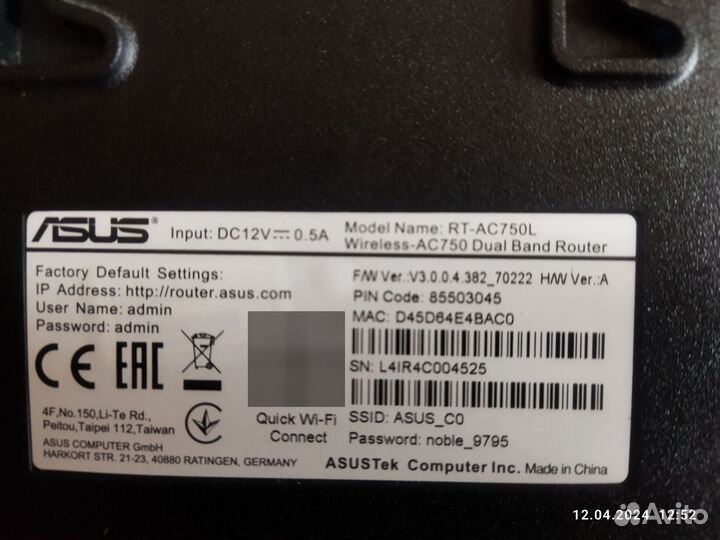 ASUS® Input: DC12V⎓0.5A
Model Name: RT-AC750L
Wireless-AC750 Dual Band Router
Factory Default Settings:
IP Address: http://router.asus.com
User Name: admin
Password: admin
F/W Ver.:V3.0.0.4.382_70222 H/W Ver.:A
PIN Code: 85503045
MAC: D45D64E4BAC0
SN: L4IR4C004525
CE EAC
4F,No.150,Li-Te Rd.,
Peitou,Taipei 112,Taiwan
ASUS COMPUTER GmbH
HARKORT STR. 21-23, 40880 RATINGEN, GERMANY
Quick Wi-Fi
Connect
SSID: ASUS_C0
Password: noble_9795
ASUSTek Computer Inc. Made in China
Avito
12.04.2024 12:52